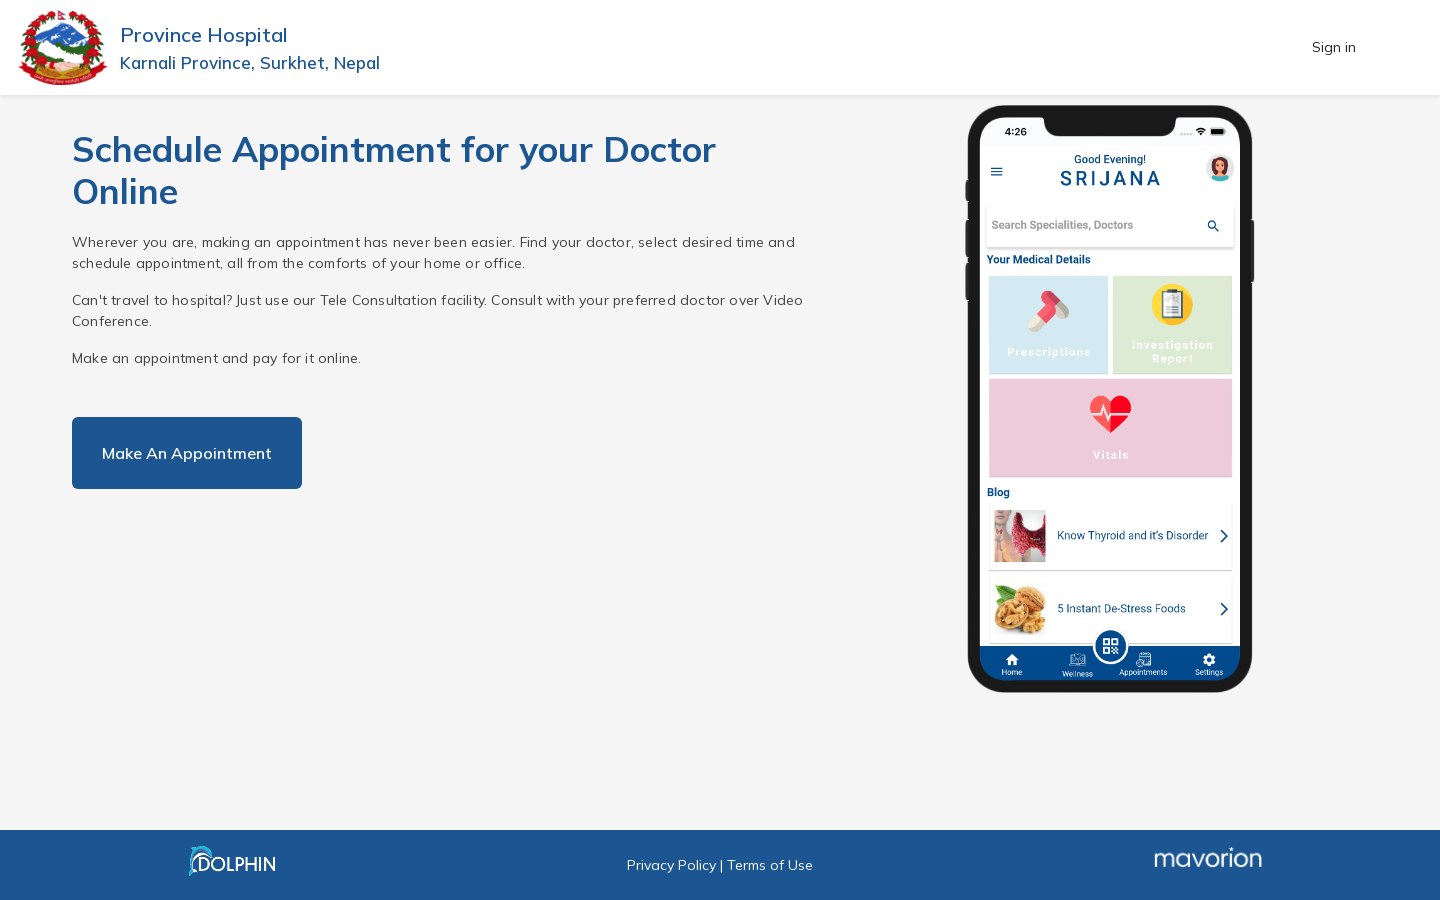 Province Hospital
Karnali Province, Surkhet, Nepal
Sign in
Schedule Appointment for your Doctor
Online
Wherever you are, making an appointment has never been easier. Find your doctor, select desired time and
schedule appointment, all from the comforts of your home or office.
Can't travel to hospital? Just use our Tele Consultation facility. Consult with your preferred doctor over Video
Conference.
Make an appointment and pay for it online.
Make An Appointment
4:26
Good Evening!
SRIJANA
Search Specialities, Doctors
Your Medical Details
Prescriptions
Investigation
Report
Vitals
Blog
Know Thyroid and it's Disorder
5 Instant De-Stress Foods
Home
Wellness
Appointments
Settings
DOLPHIN
Privacy Policy | Terms of Use
mavorion